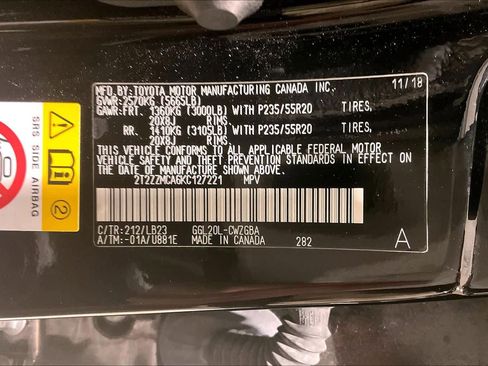 MFD.BY:TOYOTA MOTOR MANUFACTURING CANADA INC. 11/18
GVWR:2570KG (5665LB)
GAWR:FRT. 1360KG (3000LB) WITH P235/55R20 TIRES,
20X8J RIMS
RR. 1410KG (3105LB) WITH P235/55R20 TIRES,
20X8J RIMS
THIS VEHICLE CONFORMS TO ALL APPLICABLE FEDERAL MOTOR
VEHICLE SAFETY AND THEFT PREVENTION STANDARDS IN EFFECT
ON THE DATE OF MANUFACTURE SHOWN ABOVE.
2T2ZZMCA6KC127221 MPV
C/TR:212/LB23 GGL20L-CWZGBA
A/TM:-01A/U881E MADE IN CANADA 282 A
SRS SIDE AIRBAG
2